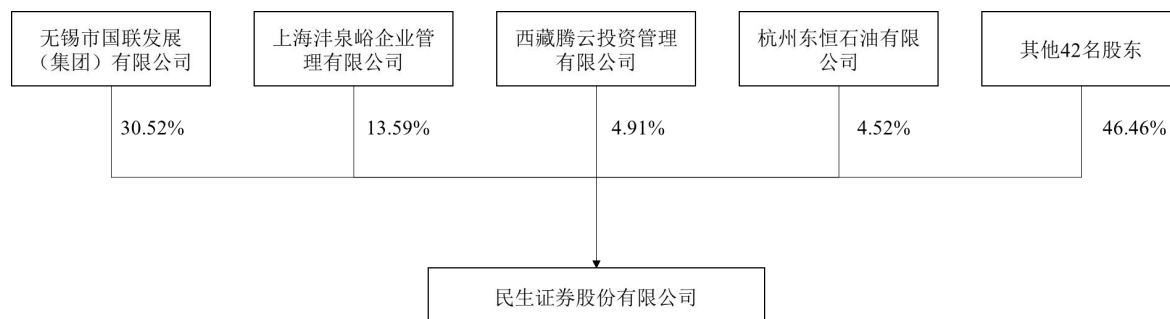 无锡市国联发展
（集团）有限公司
上海沣泉峪企业管
理有限公司
西藏腾云投资管理
有限公司
杭州东恒石油有限
公司
其他42名股东
30.52%
13.59%
4.91%
4.52%
46.46%
民生证券股份有限公司